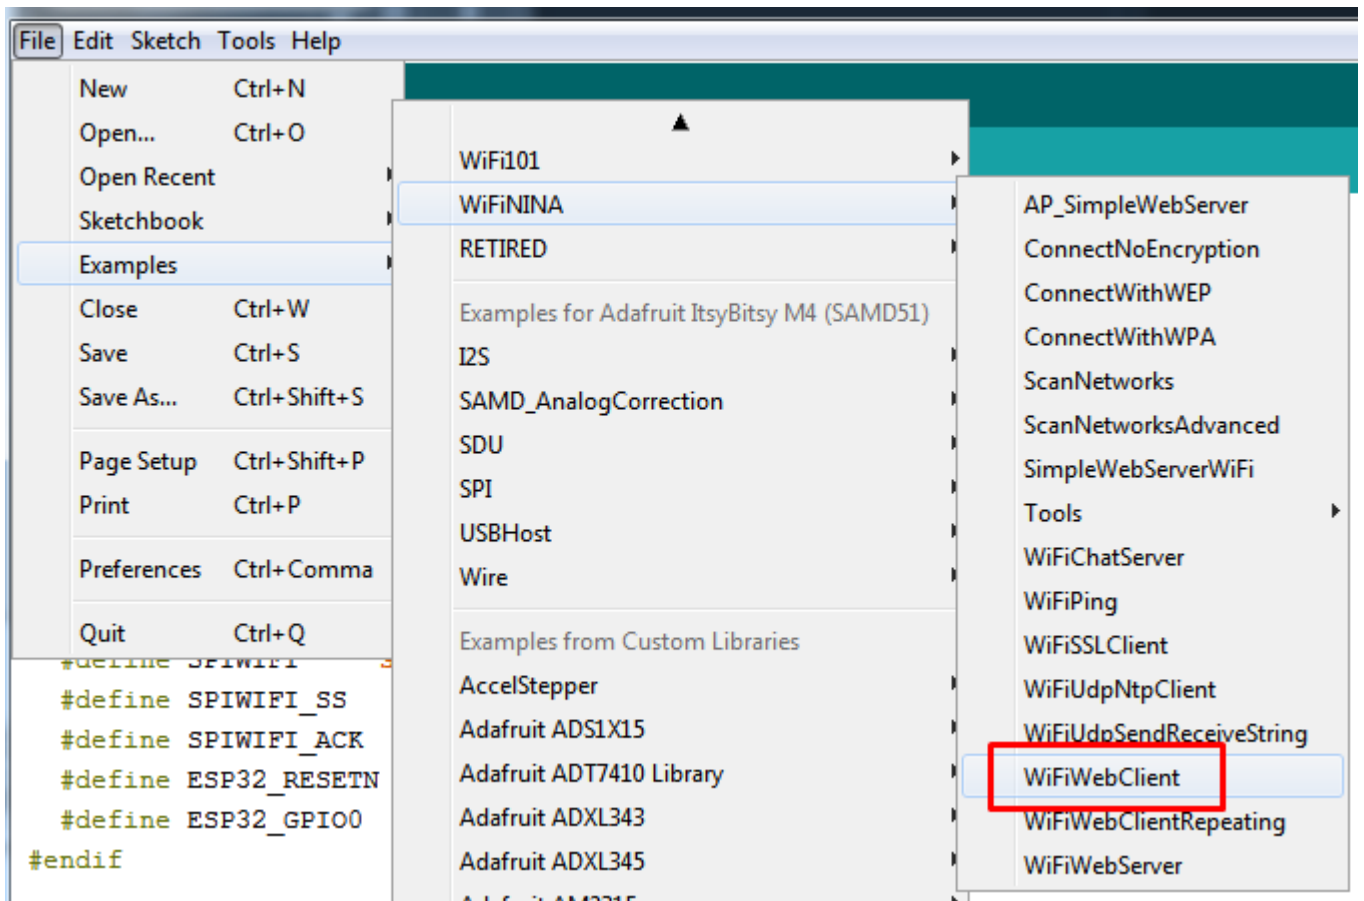 File Edit Sketch Tools Help
New Ctrl+N
Open... Ctrl+O
Open Recent
Sketchbook
Examples
Close Ctrl+W
Save Ctrl+S
Save As... Ctrl+Shift+S
Page Setup Ctrl+Shift+P
Print Ctrl+P
Preferences Ctrl+Comma
Quit Ctrl+Q
#define SPIWIFI
#define SPIWIFI_SS
#define SPIWIFI_ACK
#define ESP32_RESETN
#define ESP32_GPIO0
#endif
WiFi101
WiFiNINA
RETIRED
Examples for Adafruit ItsyBitsy M4 (SAMD51)
I2S
SAMD_AnalogCorrection
SDU
SPI
USBHost
Wire
Examples from Custom Libraries
AccelStepper
Adafruit ADS1X15
Adafruit ADT7410 Library
Adafruit ADXL343
Adafruit ADXL345
Adafruit AM2315
AP_SimpleWebServer
ConnectNoEncryption
ConnectWithWEP
ConnectWithWPA
ScanNetworks
ScanNetworksAdvanced
SimpleWebServerWiFi
Tools
WiFiChatServer
WiFiPing
WiFiSSLClient
WiFiUdpNtpClient
WiFiUdpSendReceiveString
WiFiWebClient
WiFiWebClientRepeating
WiFiWebServer